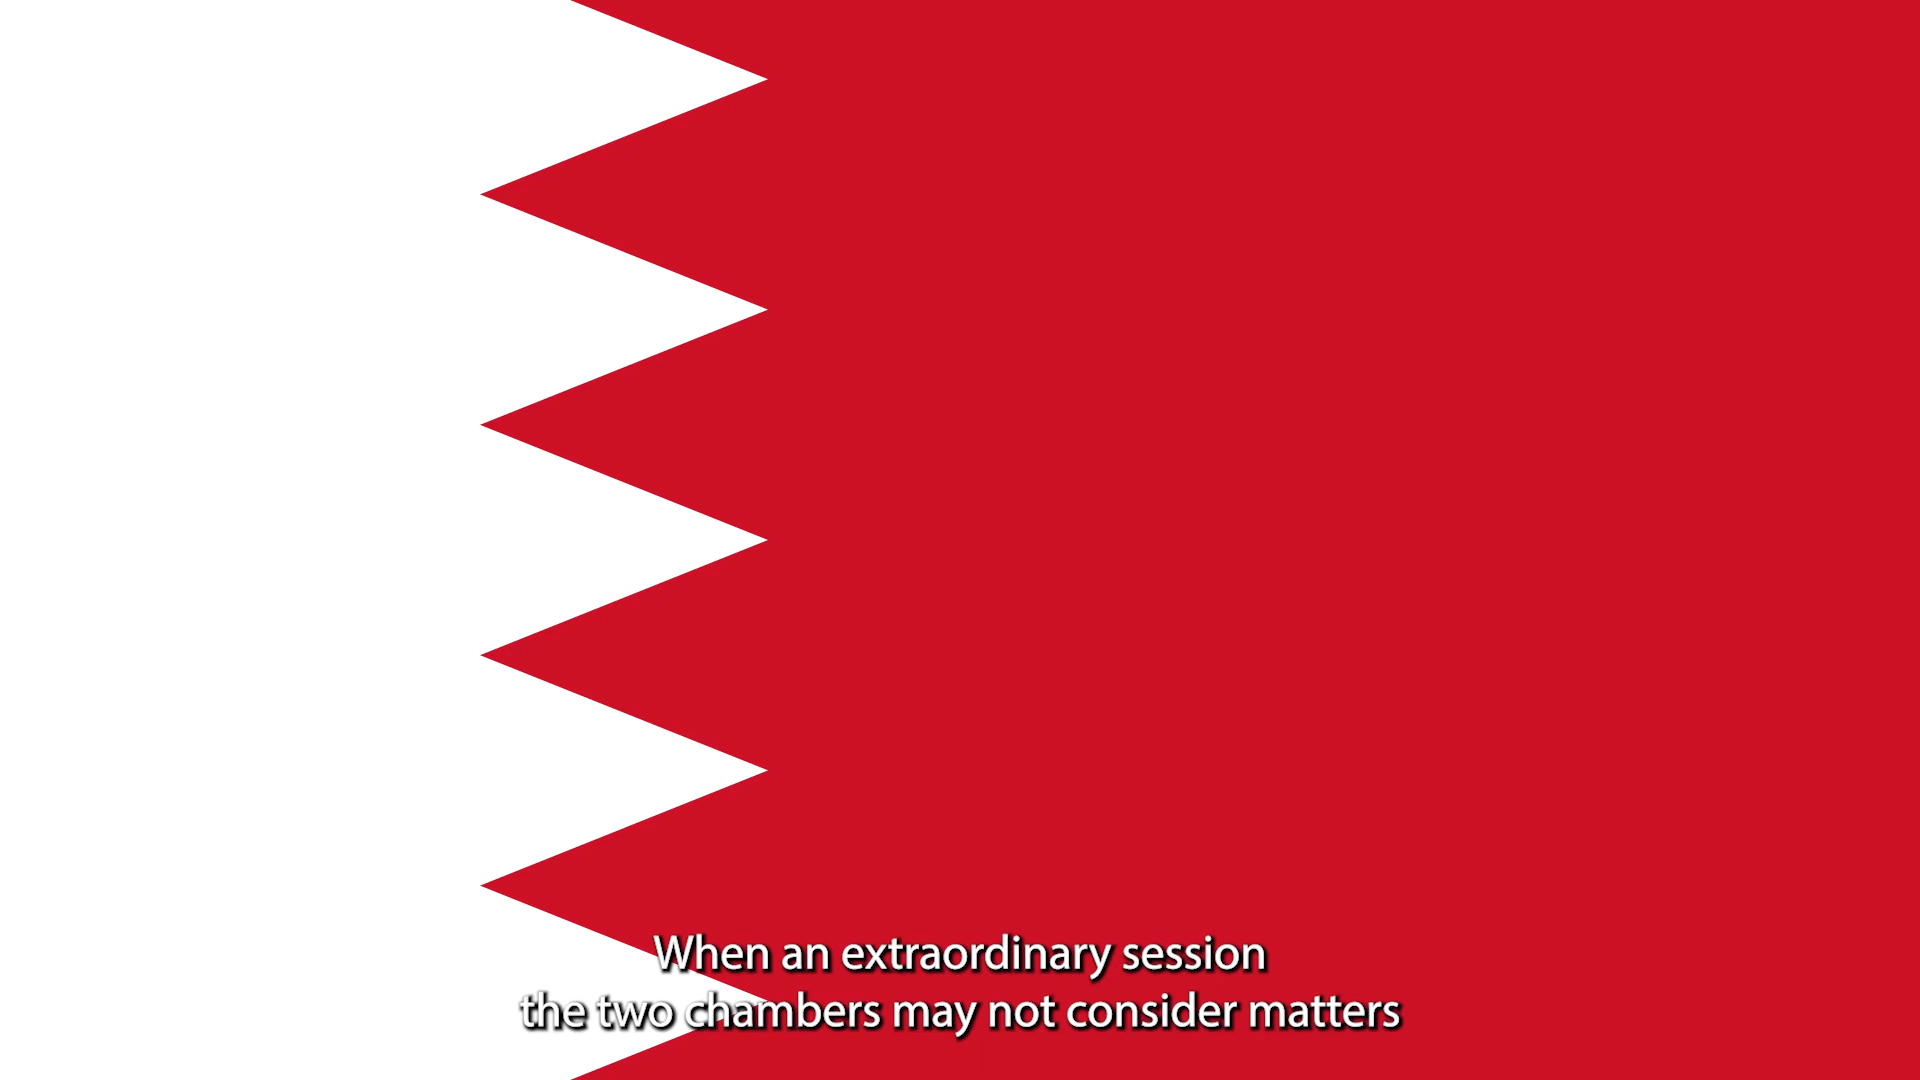 When an extraordinary session
the two chambers may not consider matters